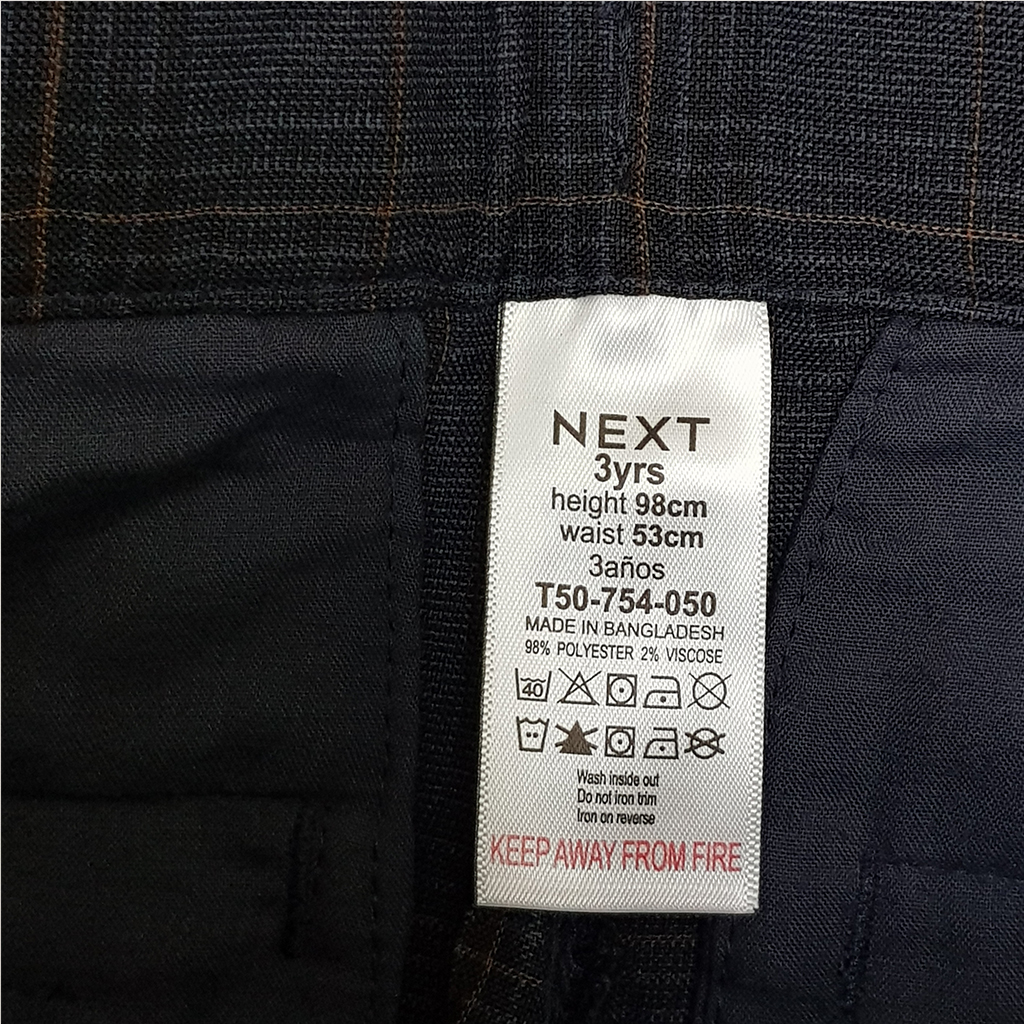 NEXT
3yrs
height 98cm
waist 53cm
3años
T50-754-050
MADE IN BANGLADESH
98% POLYESTER 2% VISCOSE
40
Wash inside out
Do not iron trim
Iron on reverse
KEEP AWAY FROM FIRE